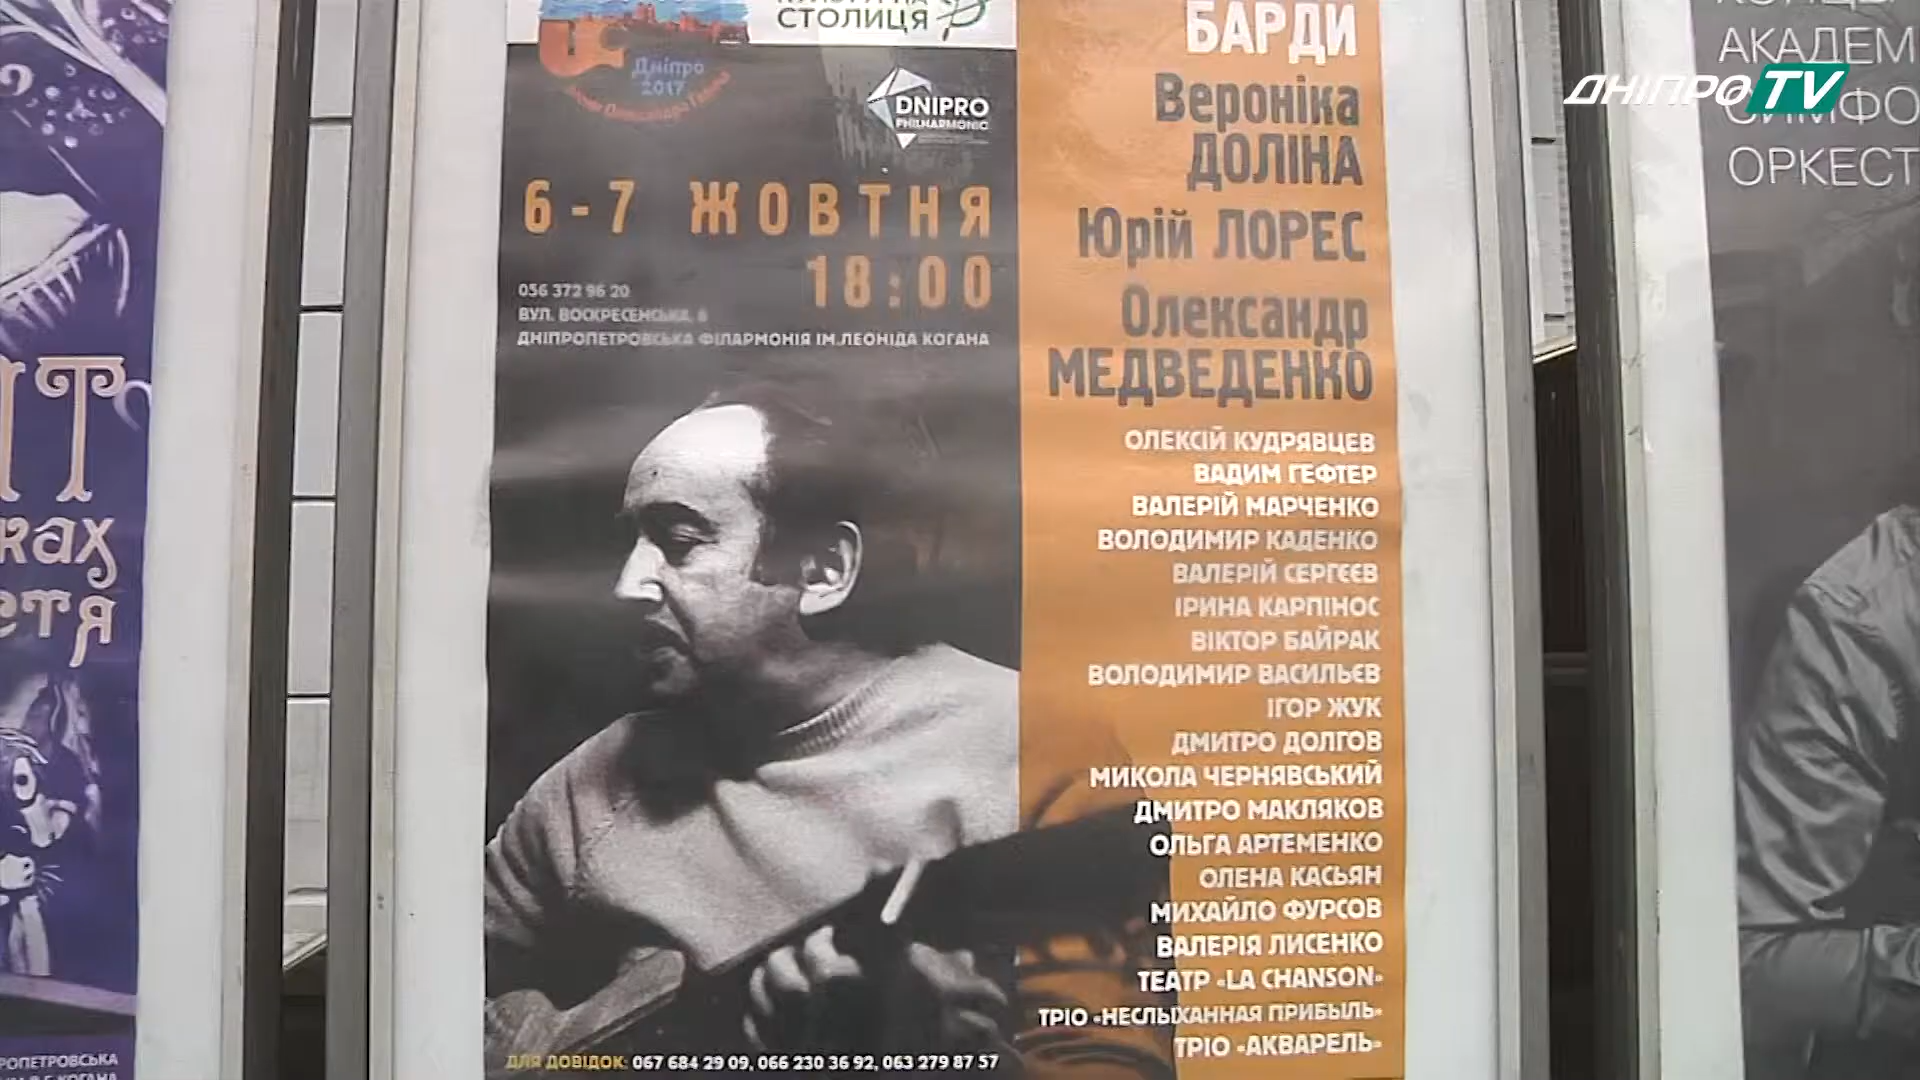 СТОЛИЦЯ
Дніпро
2017
DNIPRO
PHILHARMONIC
6-7 ЖОВТНЯ
18:00
056 372 96 20
ВУЛ. ВОСКРЕСЕНСЬКА, 6
ДНІПРОПЕТРОВСЬКА ФІЛАРМОНІЯ ІМ.ЛЕОНІДА КОГАНА
ДЛЯ ДОВІДОК: 067 684 29 09, 066 230 36 92, 063 279 87 57
БАРДИ
Вероніка
ДОЛІНА
Юрій ЛОРЕС
Олександр
МЕДВЕДЕНКО
ОЛЕКСІЙ КУДРЯВЦЕВ
ВАДИМ ГЕФТЕР
ВАЛЕРІЙ МАРЧЕНКО
ВОЛОДИМИР КАДЕНКО
ВАЛЕРІЙ СЕРГЄЄВ
ІРИНА КАРПІНОС
ВІКТОР БАЙРАК
ВОЛОДИМИР ВАСИЛЬЄВ
ІГОР ЖУК
ДМИТРО ДОЛГОВ
МИКОЛА ЧЕРНЯВСЬКИЙ
ДМИТРО МАКЛЯКОВ
ОЛЬГА АРТЕМЕНКО
ОЛЕНА КАСЬЯН
МИХАЙЛО ФУРСОВ
ВАЛЕРІЯ ЛИСЕНКО
ТЕАТР «LA CHANSON»
ТРІО «НЕСЛЫХАННАЯ ПРИБЫЛЬ»
ТРІО «АКВАРЕЛЬ»
АКАДЕМ
СИМФО
ОРКЕСТ
ДНІПРО TV